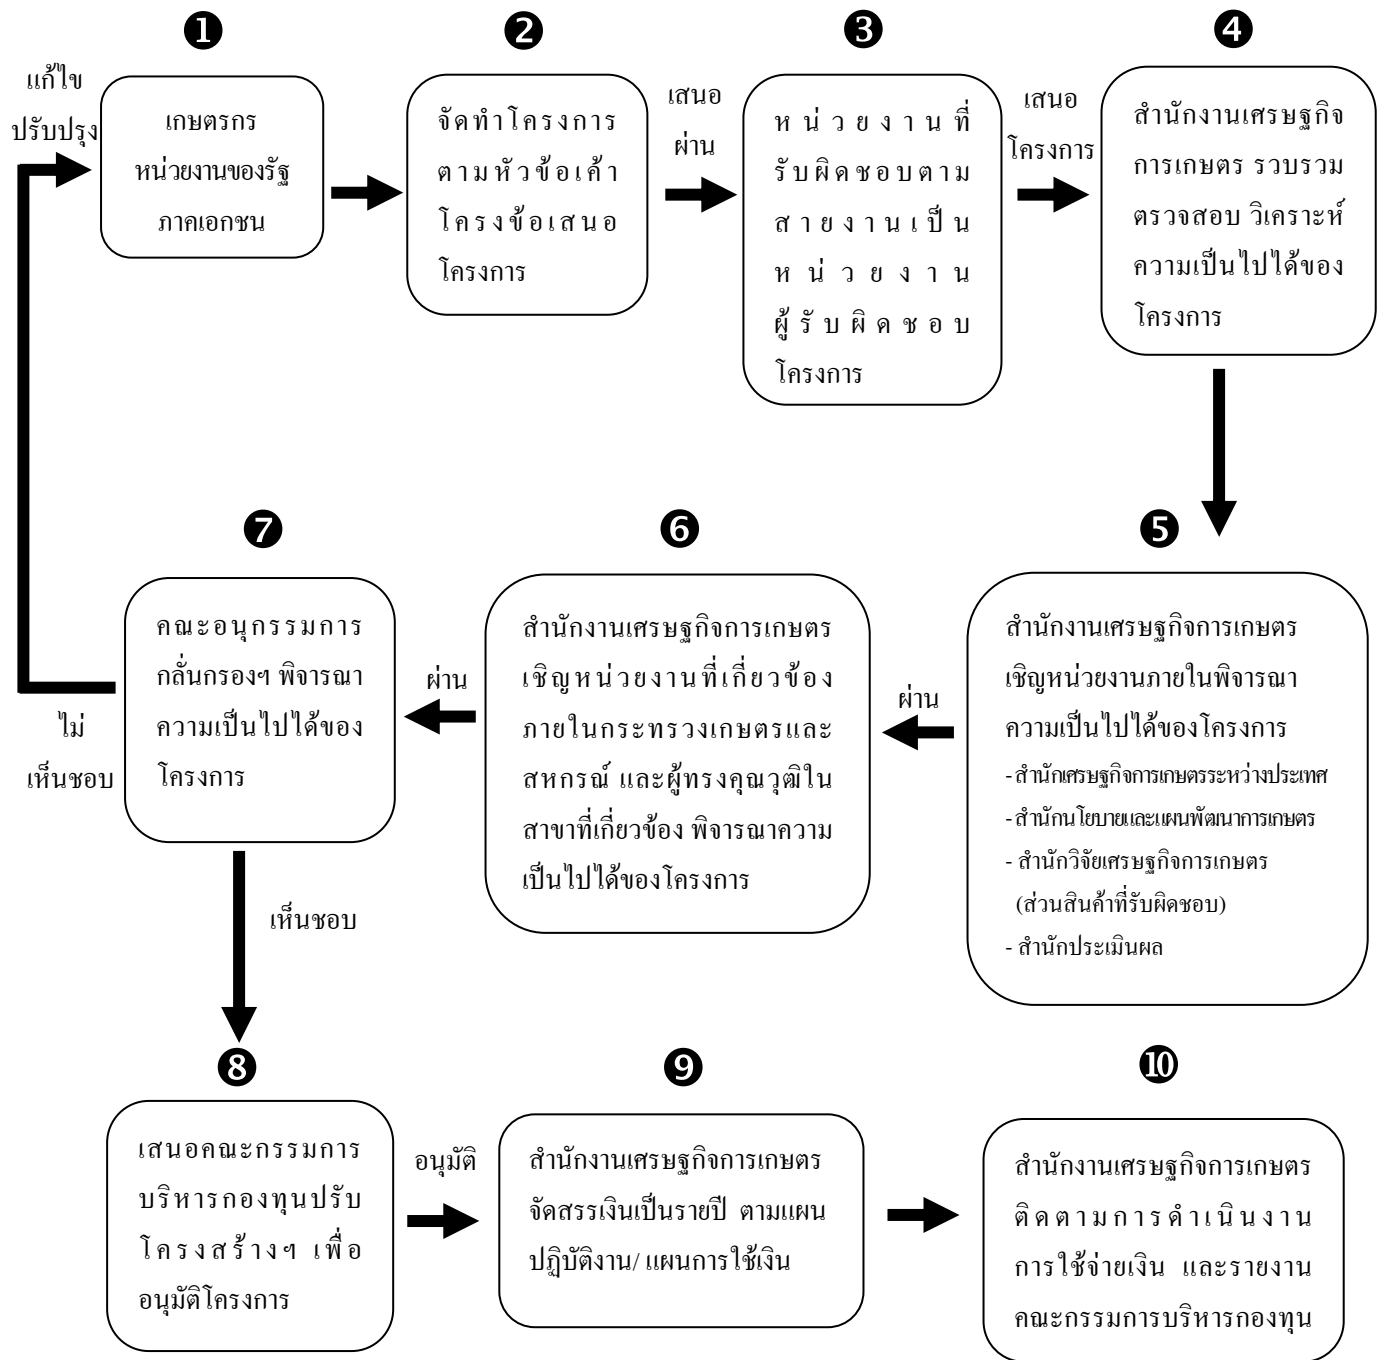 ❶
แก้ไข
ปรับปรุง
เกษตรกร
หน่วยงานของรัฐ
ภาคเอกชน
❷
จัดทำโครงการ
ตามหัวข้อเค้า
โครงข้อเสนอ
โครงการ
เสนอ
ผ่าน
❸
หน่วยงานที่
รับผิดชอบตาม
สายงานเป็น
หน่วยงาน
ผู้รับผิดชอบ
โครงการ
เสนอ
โครงการ
❹
สำนักงานเศรษฐกิจ
การเกษตร รวบรวม
ตรวจสอบ วิเคราะห์
ความเป็นไปได้ของ
โครงการ
❺
สำนักงานเศรษฐกิจการเกษตร
เชิญหน่วยงานภายในพิจารณา
ความเป็นไปได้ของโครงการ
- สำนักเศรษฐกิจการเกษตรระหว่างประเทศ
- สำนักนโยบายและแผนพัฒนาการเกษตร
- สำนักวิจัยเศรษฐกิจการเกษตร
(ส่วนสินค้าที่รับผิดชอบ)
- สำนักประเมินผล
ผ่าน
❻
สำนักงานเศรษฐกิจการเกษตร
เชิญหน่วยงานที่เกี่ยวข้อง
ภายในกระทรวงเกษตรและ
สหกรณ์ และผู้ทรงคุณวุฒิใน
สาขาที่เกี่ยวข้อง พิจารณาความ
เป็นไปได้ของโครงการ
ผ่าน
❼
คณะอนุกรรมการ
กลั่นกรองฯ พิจารณา
ความเป็นไปได้ของ
โครงการ
ไม่
เห็นชอบ
เห็นชอบ
❽
เสนอคณะกรรมการ
บริหารกองทุนปรับ
โครงสร้างฯ เพื่อ
อนุมัติโครงการ
อนุมัติ
❾
สำนักงานเศรษฐกิจการเกษตร
จัดสรรเงินเป็นรายปี ตามแผน
ปฏิบัติงาน/ แผนการใช้เงิน
❿
สำนักงานเศรษฐกิจการเกษตร
ติดตามการดำเนินงาน
การใช้จ่ายเงิน และรายงาน
คณะกรรมการบริหารกองทุน